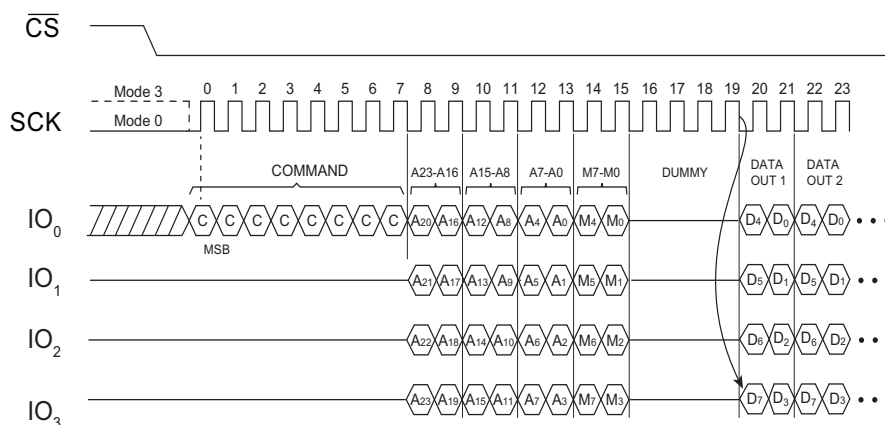 CS
0 1 2 3 4 5 6 7 8 9 10 11 12 13 14 15 16 17 18 19 20 21 22 23
Mode 3
SCK
Mode 0
COMMAND
A23-A16 A15-A8 A7-A0 M7-M0 DUMMY
DATA OUT 1
DATA OUT 2
IO0 C C C C C C C C A20 A16 A12 A8 A4 A0 M4 M0 D4 D0 D4 D0 • • •
MSB
IO1 A21 A17 A13 A9 A5 A1 M5 M1 D5 D1 D5 D1 • •
IO2 A22 A18 A14 A10 A6 A2 M6 M2 D6 D2 D6 D2 • •
IO3 A23 A19 A15 A11 A7 A3 M7 M3 D7 D3 D7 D3 • •